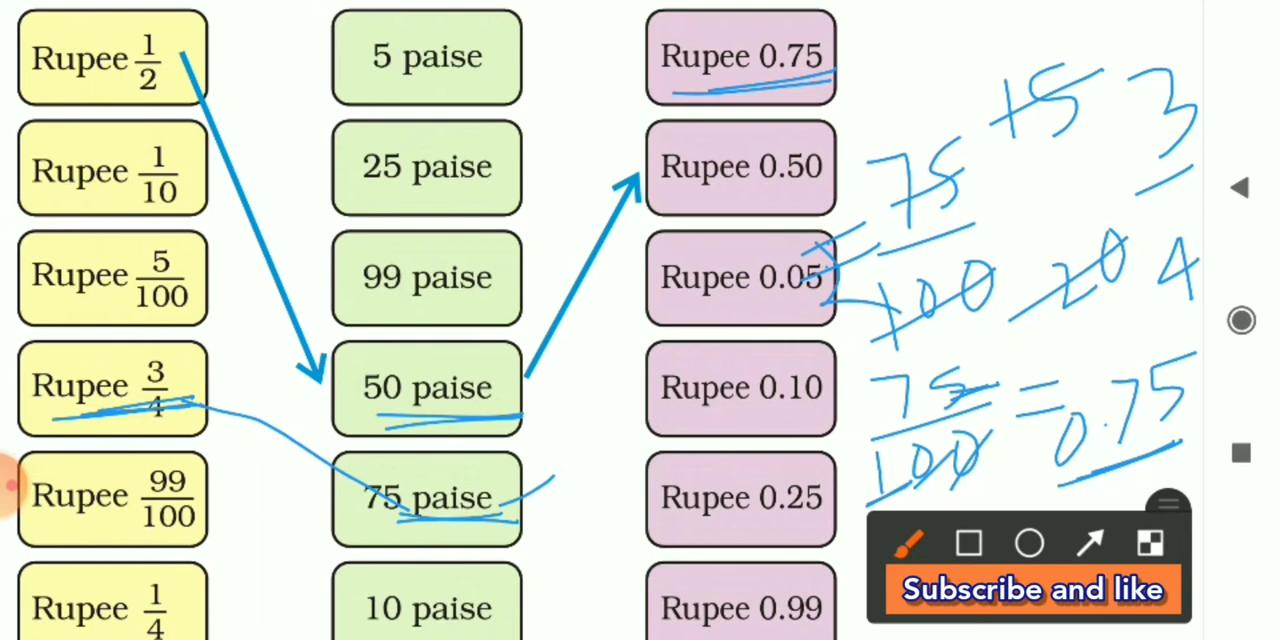 Rupee 1/2
5 paise
Rupee 0.75
Rupee 1/10
25 paise
Rupee 0.50
Rupee 5/100
99 paise
Rupee 0.05
Rupee 3/4
50 paise
Rupee 0.10
Rupee 99/100
75 paise
Rupee 0.25
Rupee 1/4
10 paise
Rupee 0.99
= 75/100 15/20 3/4
75/100 = 0.75
Subscribe and like